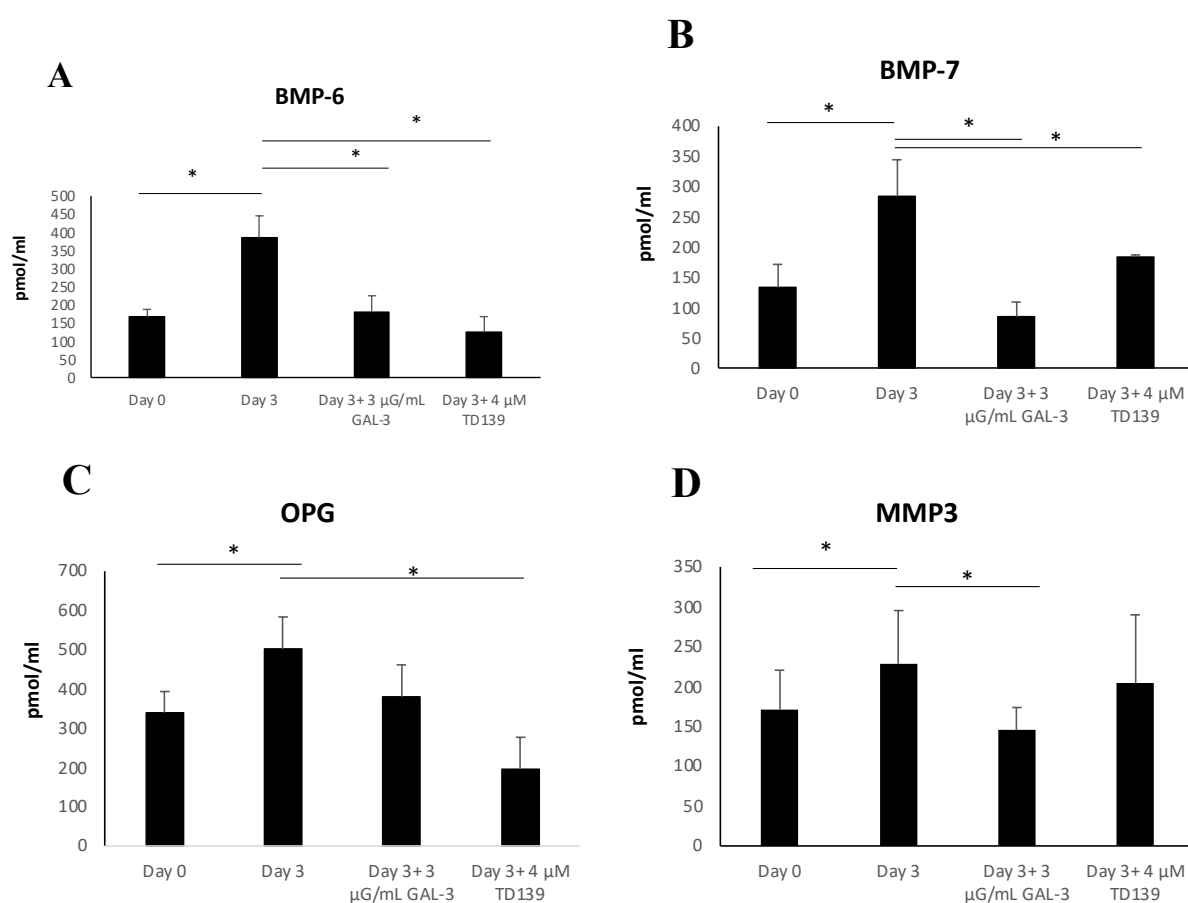 A
BMP-6
*
*
*
pmol/ml
500
450
400
350
300
250
200
150
100
50
0
Day 0
Day 3
Day 3+ 3 μG/mL
GAL-3
Day 3+ 4 μM
TD139
B
BMP-7
*
*
*
pmol/ml
400
350
300
250
200
150
100
50
0
Day 0
Day 3
Day 3+ 3
μG/mL GAL-3
Day 3+ 4 μM
TD139
C
OPG
*
*
pmol/ml
700
600
500
400
300
200
100
0
Day 0
Day 3
Day 3+ 3
μG/mL GAL-3
Day 3+ 4 μM
TD139
D
MMP3
*
*
pmol/ml
350
300
250
200
150
100
50
0
Day 0
Day 3
Day 3+ 3
μG/mL GAL-3
Day 3+ 4 μM
TD139